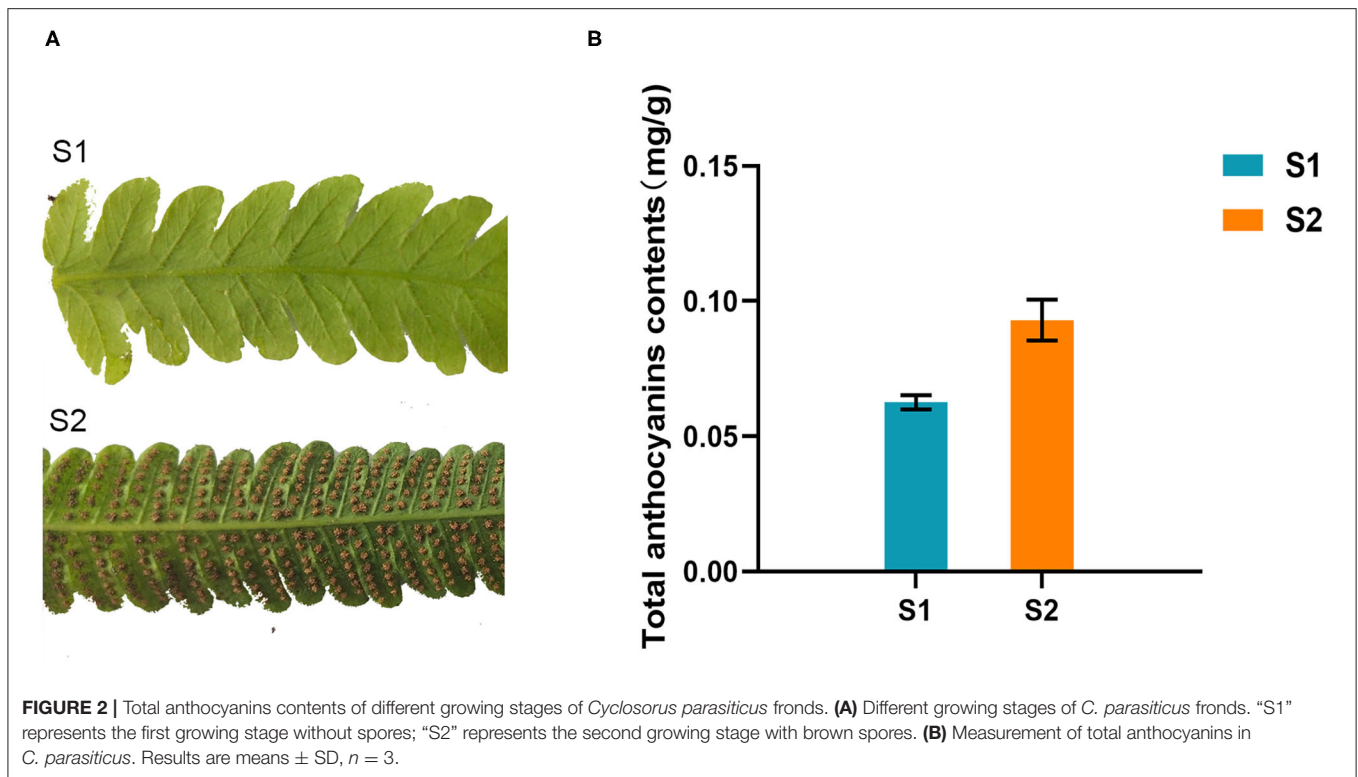 A
B
S1
S2
Total anthocyanins contents(mg/g)
0.15
0.10
0.05
0.00
S1
S2
S1
S2
FIGURE 2 | Total anthocyanins contents of different growing stages of Cyclosorus parasiticus fronds. (A) Different growing stages of C. parasiticus fronds. “S1”
represents the first growing stage without spores; “S2” represents the second growing stage with brown spores. (B) Measurement of total anthocyanins in
C. parasiticus. Results are means ± SD, n = 3.